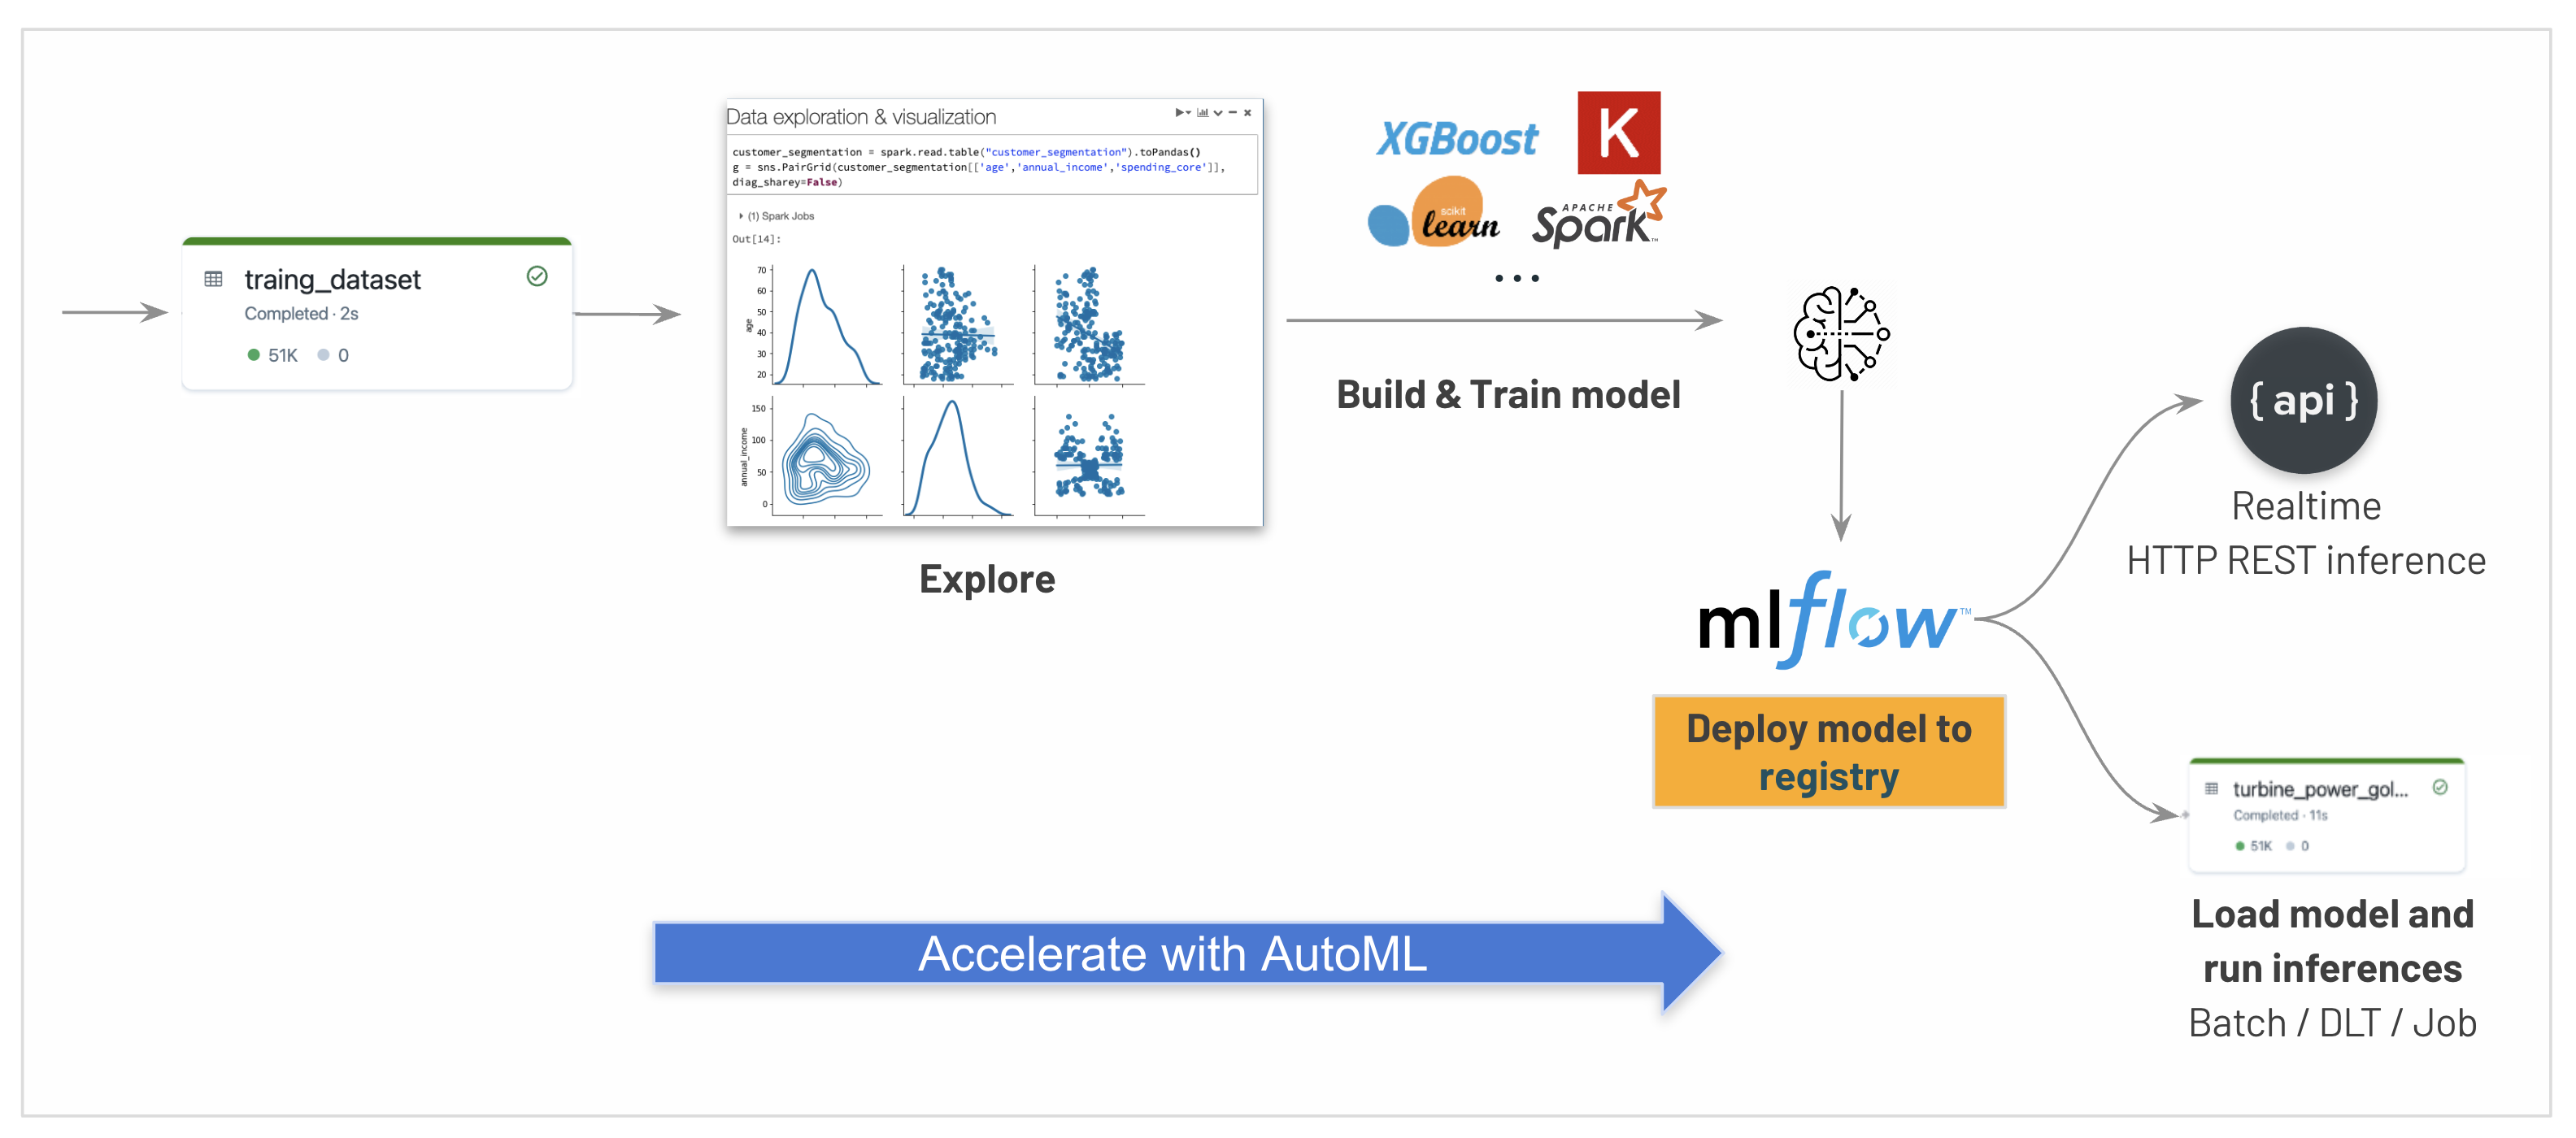 traing_dataset
Completed · 2s
51K 0
Data exploration & visualization
customer_segmentation = spark.read.table("customer_segmentation").toPandas()
g = sns.PairGrid(customer_segmentation[['age','annual_income','spending_core']],
diag_sharey=False)
(1) Spark Jobs
Out[14]:
70
60
50
40
30
20
age
150
100
50
0
annual_income
Explore
XGBoost
K
scikit
learn
APACHE
Spark™
...
Build & Train model
mlflow™
Deploy model to
registry
{ api }
Realtime
HTTP REST inference
turbine_power_gol...
Completed · 11s
51K 0
Load model and
run inferences
Batch / DLT / Job
Accelerate with AutoML